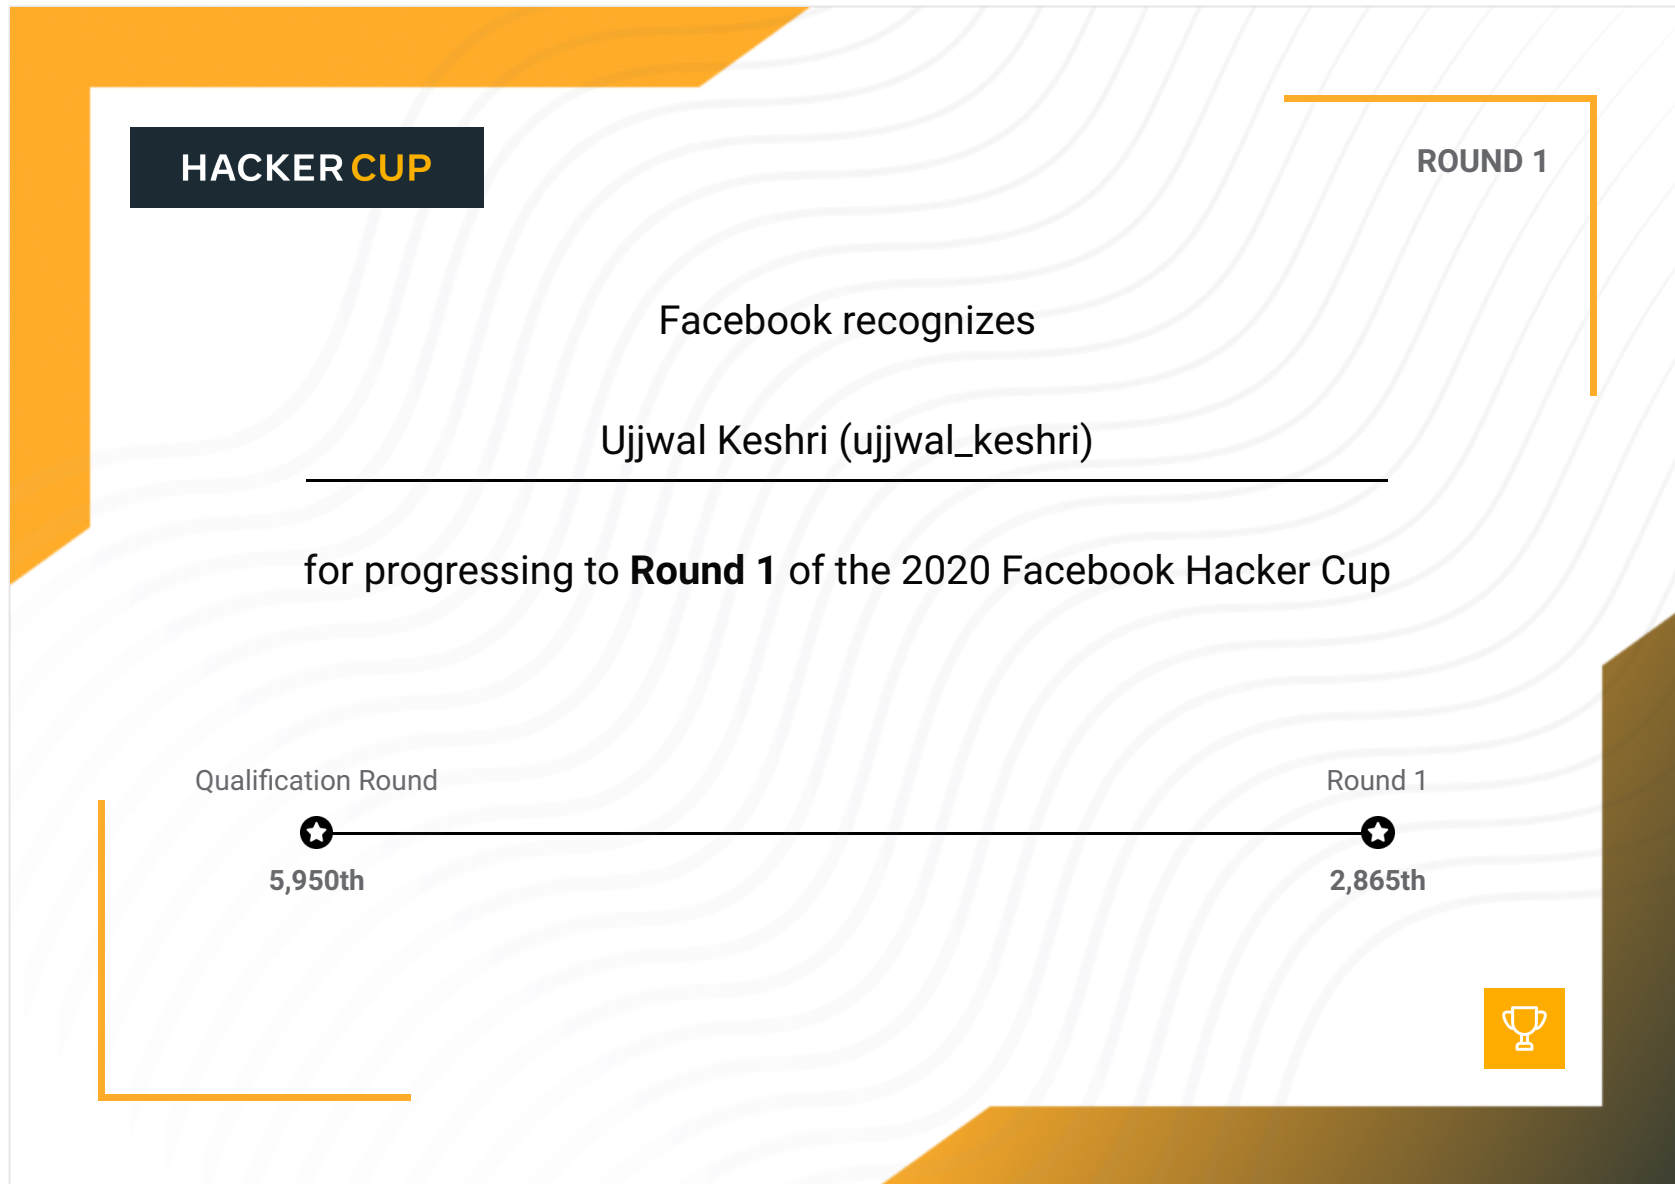 HACKER CUP
ROUND 1
Facebook recognizes
Ujjwal Keshri (ujjwal_keshri)
for progressing to Round 1 of the 2020 Facebook Hacker Cup
Qualification Round
Round 1
5,950th
2,865th